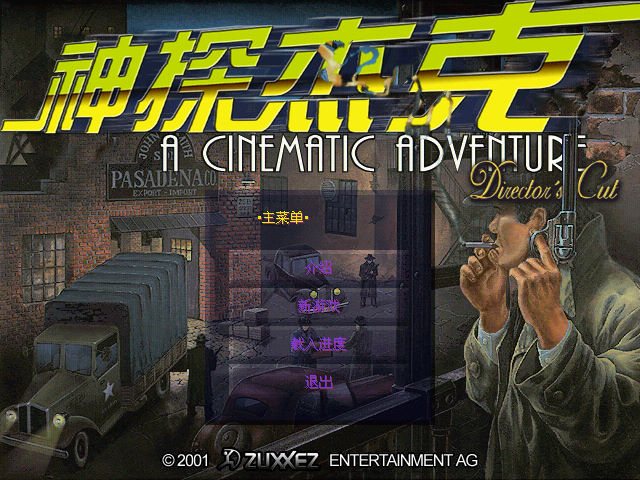 神探杰克
A CINEMATIC ADVENTURE
Director's Cut
PASADENA CO.
EXPORT - IMPORT
·主菜单·
介绍
新游戏
载入进度
退出
© 2001 ZUXXEZ ENTERTAINMENT AG